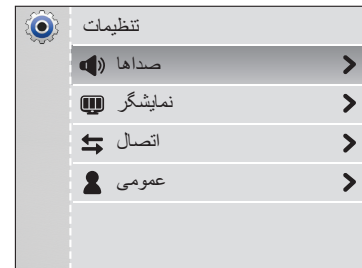 تنظیمات
صداها
نمایشگر
اتصال
عمومی